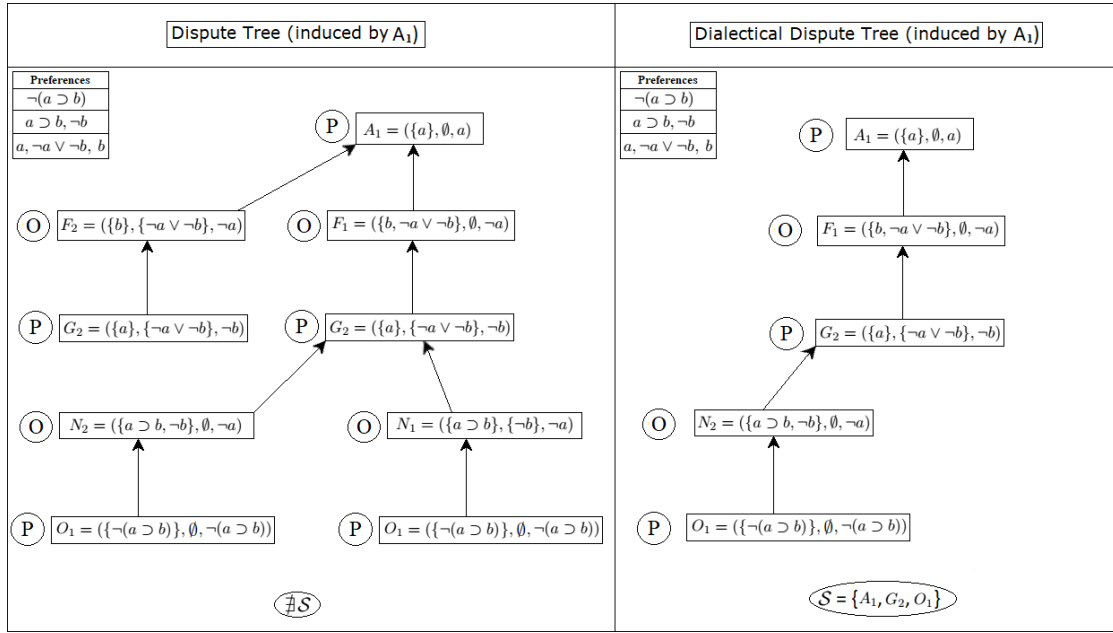 Dispute Tree (induced by A₁)
Preferences
¬(a ⊃ b)
a ⊃ b, ¬b
a, ¬a ∨ ¬b, b
P
A₁ = ({a}, ∅, a)
O
F₂ = ({b}, {¬a ∨ ¬b}, ¬a)
O
F₁ = ({b, ¬a ∨ ¬b}, ∅, ¬a)
P
G₂ = ({a}, {¬a ∨ ¬b}, ¬b)
P
G₂ = ({a}, {¬a ∨ ¬b}, ¬b)
O
N₂ = ({a ⊃ b, ¬b}, ∅, ¬a)
O
N₁ = ({a ⊃ b}, {¬b}, ¬a)
P
O₁ = ({¬(a ⊃ b)}, ∅, ¬(a ⊃ b))
P
O₁ = ({¬(a ⊃ b)}, ∅, ¬(a ⊃ b))
∄S
Dialectical Dispute Tree (induced by A₁)
Preferences
¬(a ⊃ b)
a ⊃ b, ¬b
a, ¬a ∨ ¬b, b
P
A₁ = ({a}, ∅, a)
O
F₁ = ({b, ¬a ∨ ¬b}, ∅, ¬a)
P
G₂ = ({a}, {¬a ∨ ¬b}, ¬b)
O
N₂ = ({a ⊃ b, ¬b}, ∅, ¬a)
P
O₁ = ({¬(a ⊃ b)}, ∅, ¬(a ⊃ b))
S = {A₁, G₂, O₁}